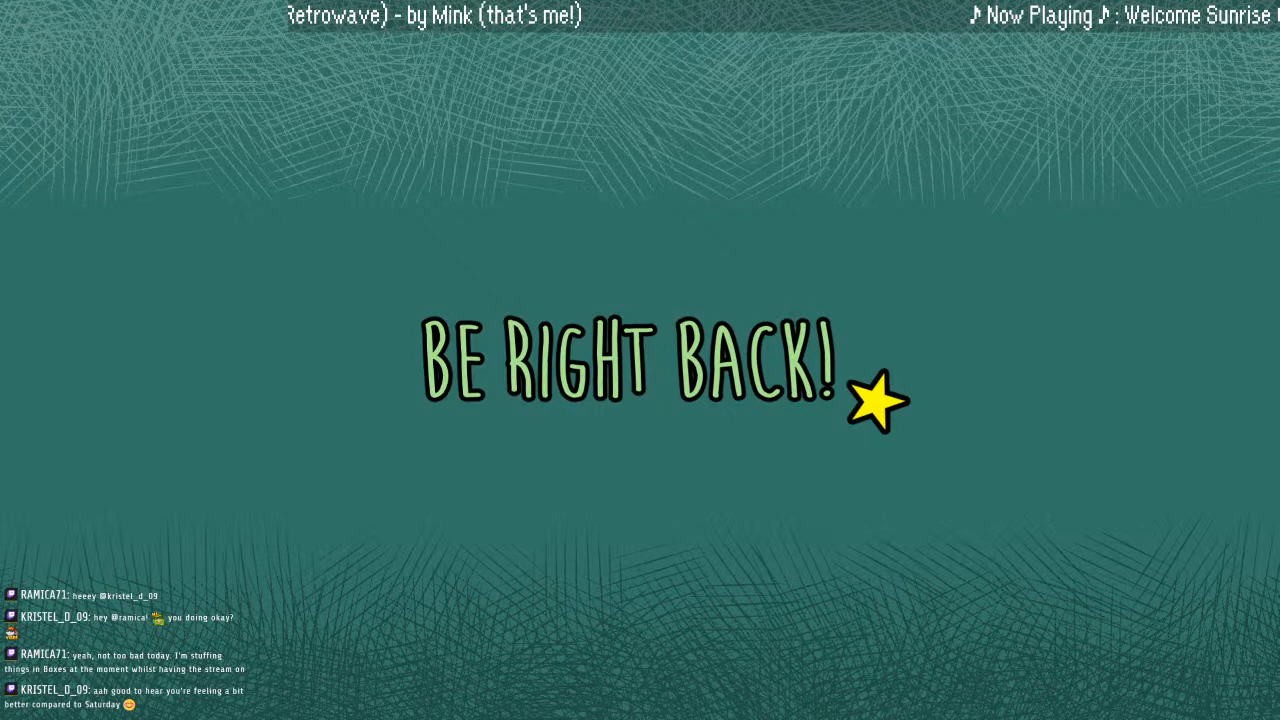 Retrowave) - by Mink (that's me!)
♪ Now Playing ♪ : Welcome Sunrise
BE RIGHT BACK!
RAMICA71: heeey @kristel_d_09
KRISTEL_D_09: hey @ramica! you doing okay?
RAMICA71: yeah, not too bad today. I'm stuffing
things in Boxes at the moment whilst having the stream on
KRISTEL_D_09: aah good to hear you're feeling a bit
better compared to Saturday